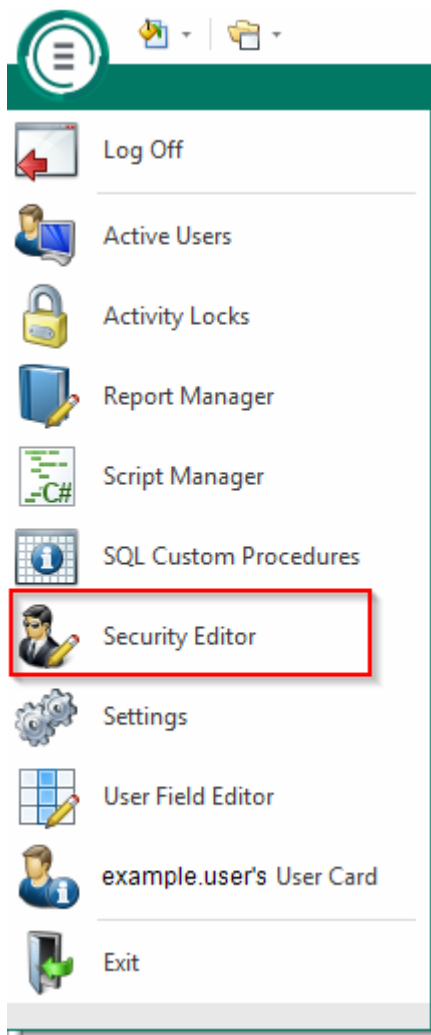 Log Off
Active Users
Activity Locks
Report Manager
C#
Script Manager
SQL Custom Procedures
Security Editor
Settings
User Field Editor
example.user's User Card
Exit